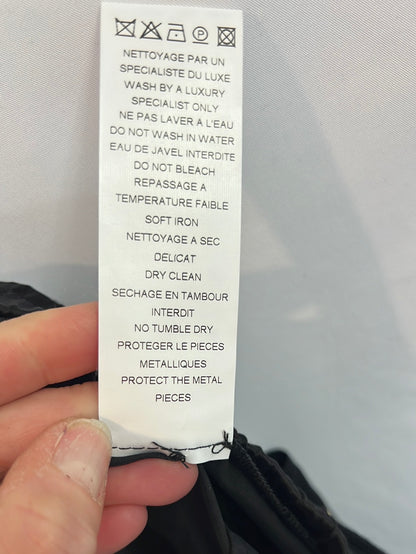 P
NETTOYAGE PAR UN
SPECIALISTE DU LUXE
WASH BY A LUXURY
SPECIALIST ONLY
NE PAS LAVER A L'EAU
DO NOT WASH IN WATER
EAU DE JAVEL INTERDITE
DO NOT BLEACH
REPASSAGE A
TEMPERATURE FAIBLE
SOFT IRON
NETTOYAGE A SEC
DELICAT
DRY CLEAN
SECHAGE EN TAMBOUR
INTERDIT
NO TUMBLE DRY
PROTEGER LE PIECES
METALLIQUES
PROTECT THE METAL
PIECES